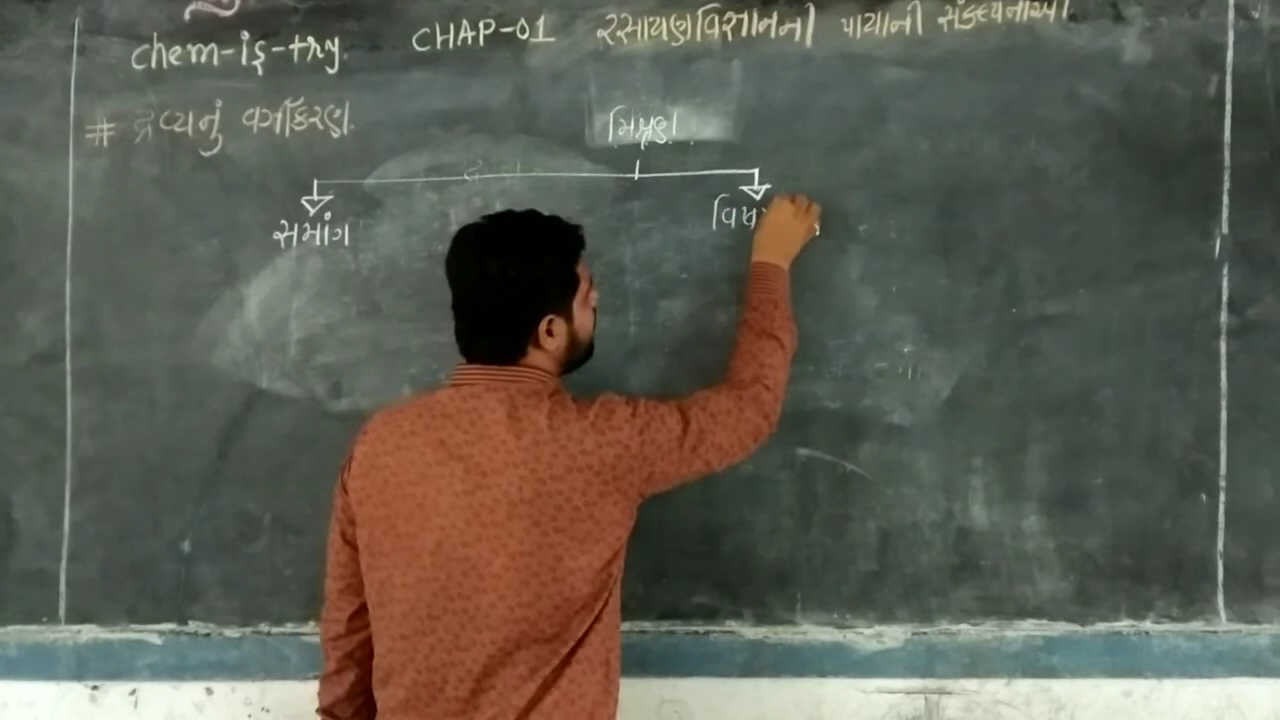 chem-is-try. CHAP-01 રસાયણવિજ્ઞાનની પાયાની સંકલ્પનાઓ
# દ્રવ્યનું વર્ગીકરણ.
મિશ્રણ
સમાંગ